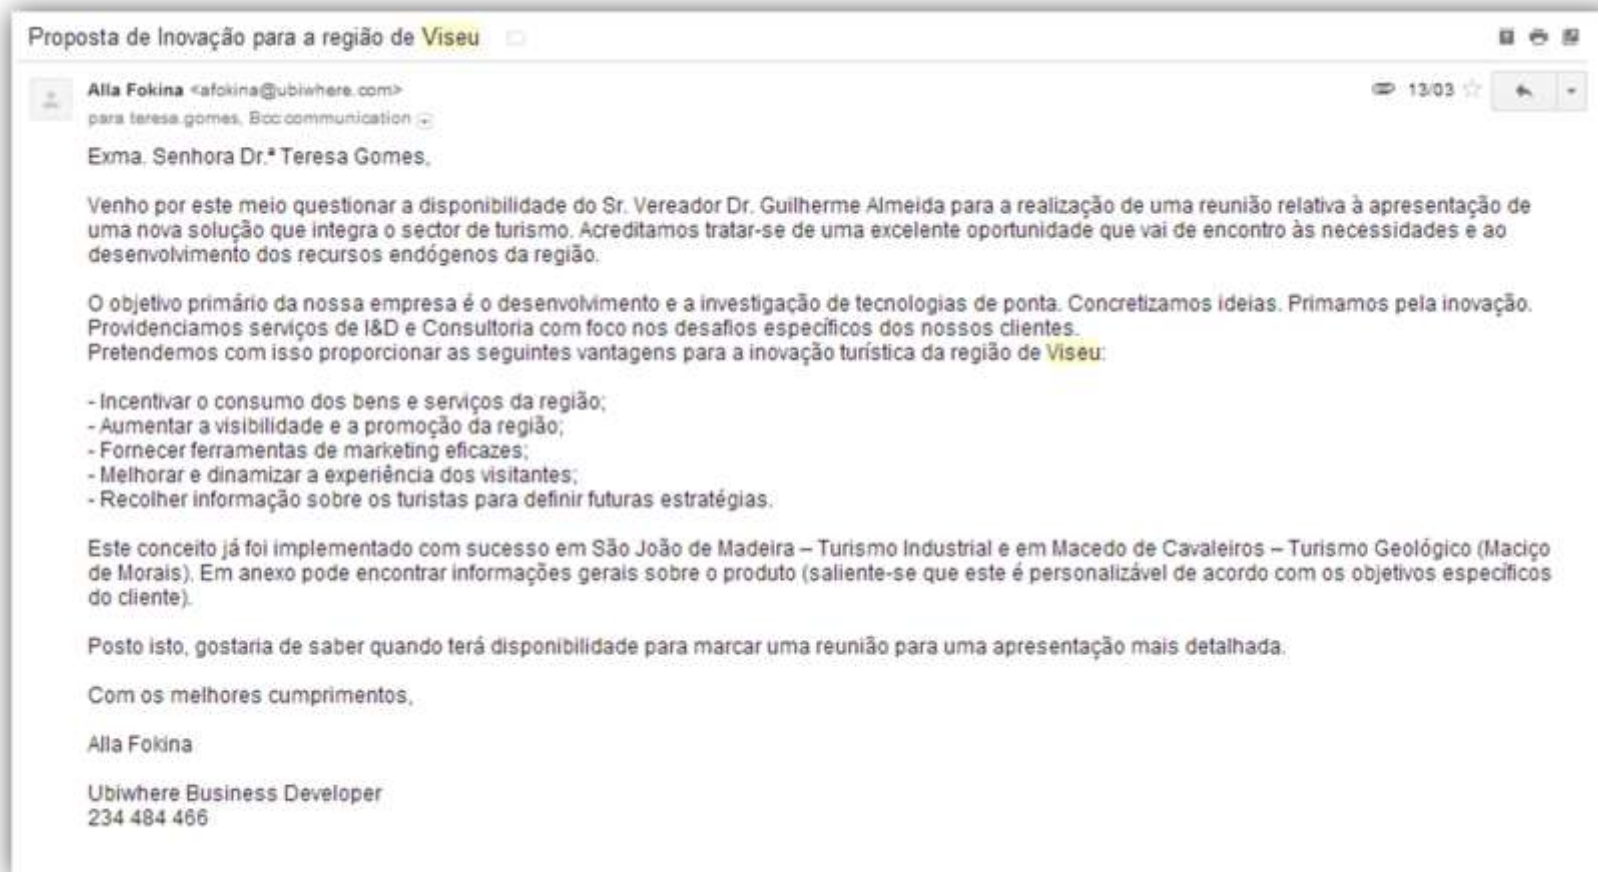 Proposta de Inovação para a região de Viseu
Alla Fokina <afokina@ubiwhere.com>
13/03
para teresa.gomes, Bcc:communication
Exma. Senhora Dr.ª Teresa Gomes,
Venho por este meio questionar a disponibilidade do Sr. Vereador Dr. Guilherme Almeida para a realização de uma reunião relativa à apresentação de
uma nova solução que integra o sector de turismo. Acreditamos tratar-se de uma excelente oportunidade que vai de encontro às necessidades e ao
desenvolvimento dos recursos endógenos da região.
O objetivo primário da nossa empresa é o desenvolvimento e a investigação de tecnologias de ponta. Concretizamos ideias. Primamos pela inovação.
Providenciamos serviços de I&D e Consultoria com foco nos desafios específicos dos nossos clientes.
Pretendemos com isso proporcionar as seguintes vantagens para a inovação turística da região de Viseu:
- Incentivar o consumo dos bens e serviços da região;
- Aumentar a visibilidade e a promoção da região;
- Fornecer ferramentas de marketing eficazes;
- Melhorar e dinamizar a experiência dos visitantes;
- Recolher informação sobre os turistas para definir futuras estratégias.
Este conceito já foi implementado com sucesso em São João de Madeira – Turismo Industrial e em Macedo de Cavaleiros – Turismo Geológico (Maciço
de Morais). Em anexo pode encontrar informações gerais sobre o produto (saliente-se que este é personalizável de acordo com os objetivos específicos
do cliente).
Posto isto, gostaria de saber quando terá disponibilidade para marcar uma reunião para uma apresentação mais detalhada.
Com os melhores cumprimentos,
Alla Fokina
Ubiwhere Business Developer
234 484 466